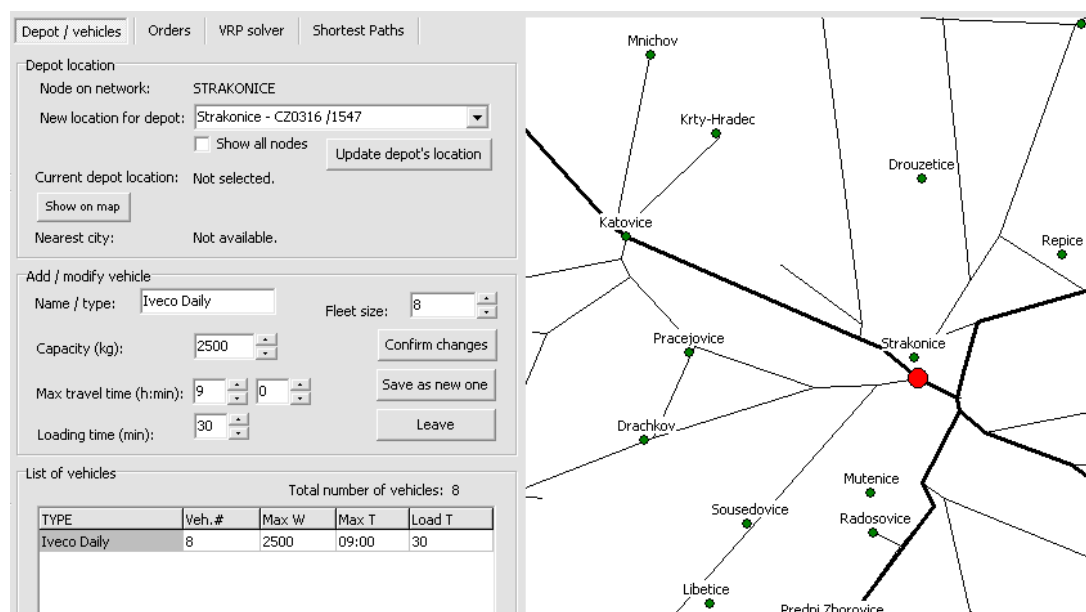 Depot / vehicles Orders VRP solver Shortest Paths
Depot location
Node on network: STRAKONICE
New location for depot: Strakonice - CZ0316 /1547
Show all nodes
Update depot's location
Current depot location: Not selected.
Show on map
Nearest city: Not available.
Add / modify vehicle
Name / type: Iveco Daily
Fleet size: 8
Capacity (kg): 2500
Confirm changes
Max travel time (h:min): 9 0
Save as new one
Loading time (min): 30
Leave
List of vehicles
Total number of vehicles: 8
TYPE Veh.# Max W Max T Load T
Iveco Daily 8 2500 09:00 30
Mnichov
Krty-Hradec
Drouzetice
Katovice
Repice
Pracejovice
Strakonice
Drachkov
Mutenice
Sousedovice
Radosovice
Libetice
Predni Zborovice